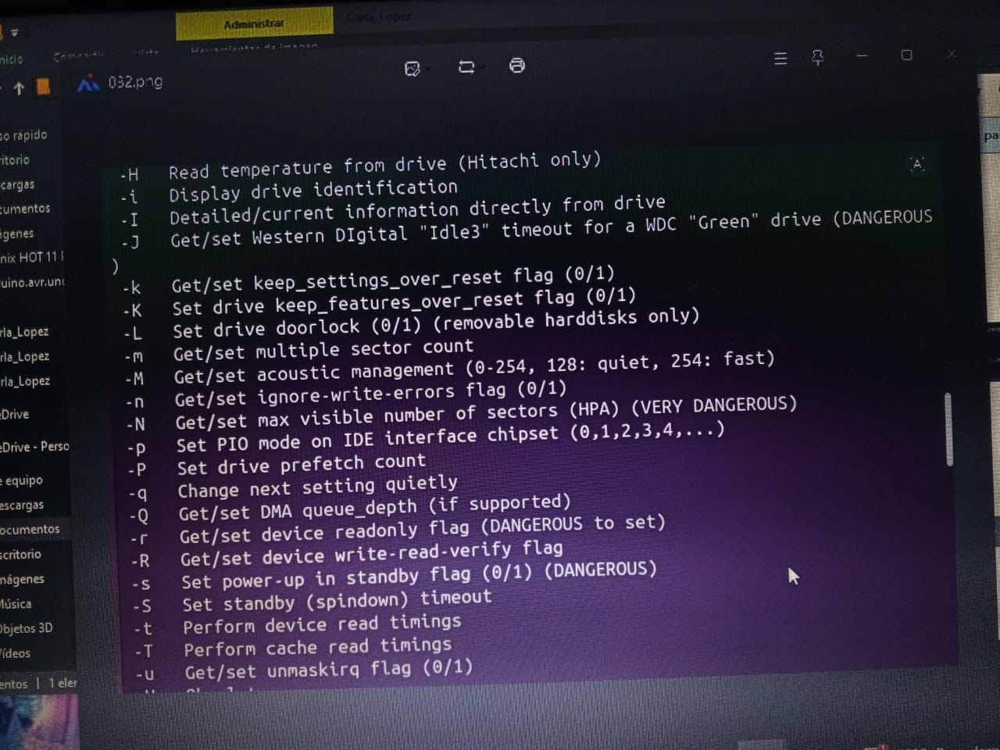 Administrar
Carla_Lopez
nicio
Herramientas de imagen
032.png
so rápido
ritorio
cargas
cumentos
ágenes
nix HOT 11
uino.avr.unc
rla_Lopez
rla_Lopez
rla_Lopez
eDrive
eDrive - Perso
e equipo
escargas
ocumentos
scritorio
mágenes
Música
Objetos 3D
Vídeos
entos | 1 eler
-H Read temperature from drive (Hitachi only)
-i Display drive identification
-I Detailed/current information directly from drive
-J Get/set Western DIgital "Idle3" timeout for a WDC "Green" drive (DANGEROUS
)
-k Get/set keep_settings_over_reset flag (0/1)
-K Set drive keep_features_over_reset flag (0/1)
-L Set drive doorlock (0/1) (removable harddisks only)
-m Get/set multiple sector count
-M Get/set acoustic management (0-254, 128: quiet, 254: fast)
-n Get/set ignore-write-errors flag (0/1)
-N Get/set max visible number of sectors (HPA) (VERY DANGEROUS)
-p Set PIO mode on IDE interface chipset (0,1,2,3,4,...)
-P Set drive prefetch count
-q Change next setting quietly
-Q Get/set DMA queue_depth (if supported)
-r Get/set device readonly flag (DANGEROUS to set)
-R Get/set device write-read-verify flag
-s Set power-up in standby flag (0/1) (DANGEROUS)
-S Set standby (spindown) timeout
-t Perform device read timings
-T Perform cache read timings
-u Get/set unmaskirq flag (0/1)
pa